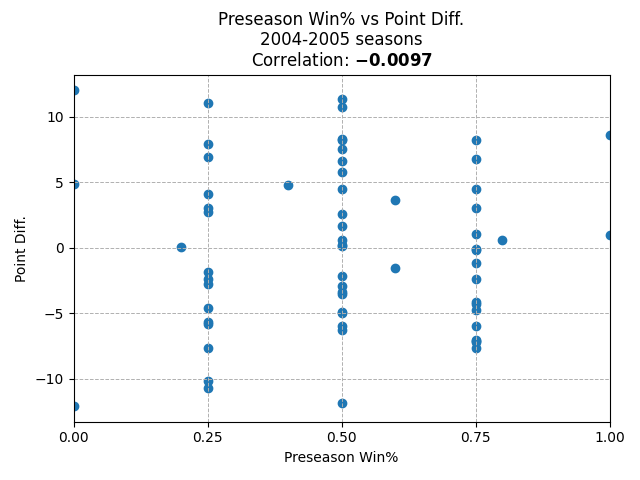 Preseason Win% vs Point Diff.
2004-2005 seasons
Correlation: −0.0097
Point Diff.
10
5
0
−5
−10
0.00 0.25 0.50 0.75 1.00
Preseason Win%